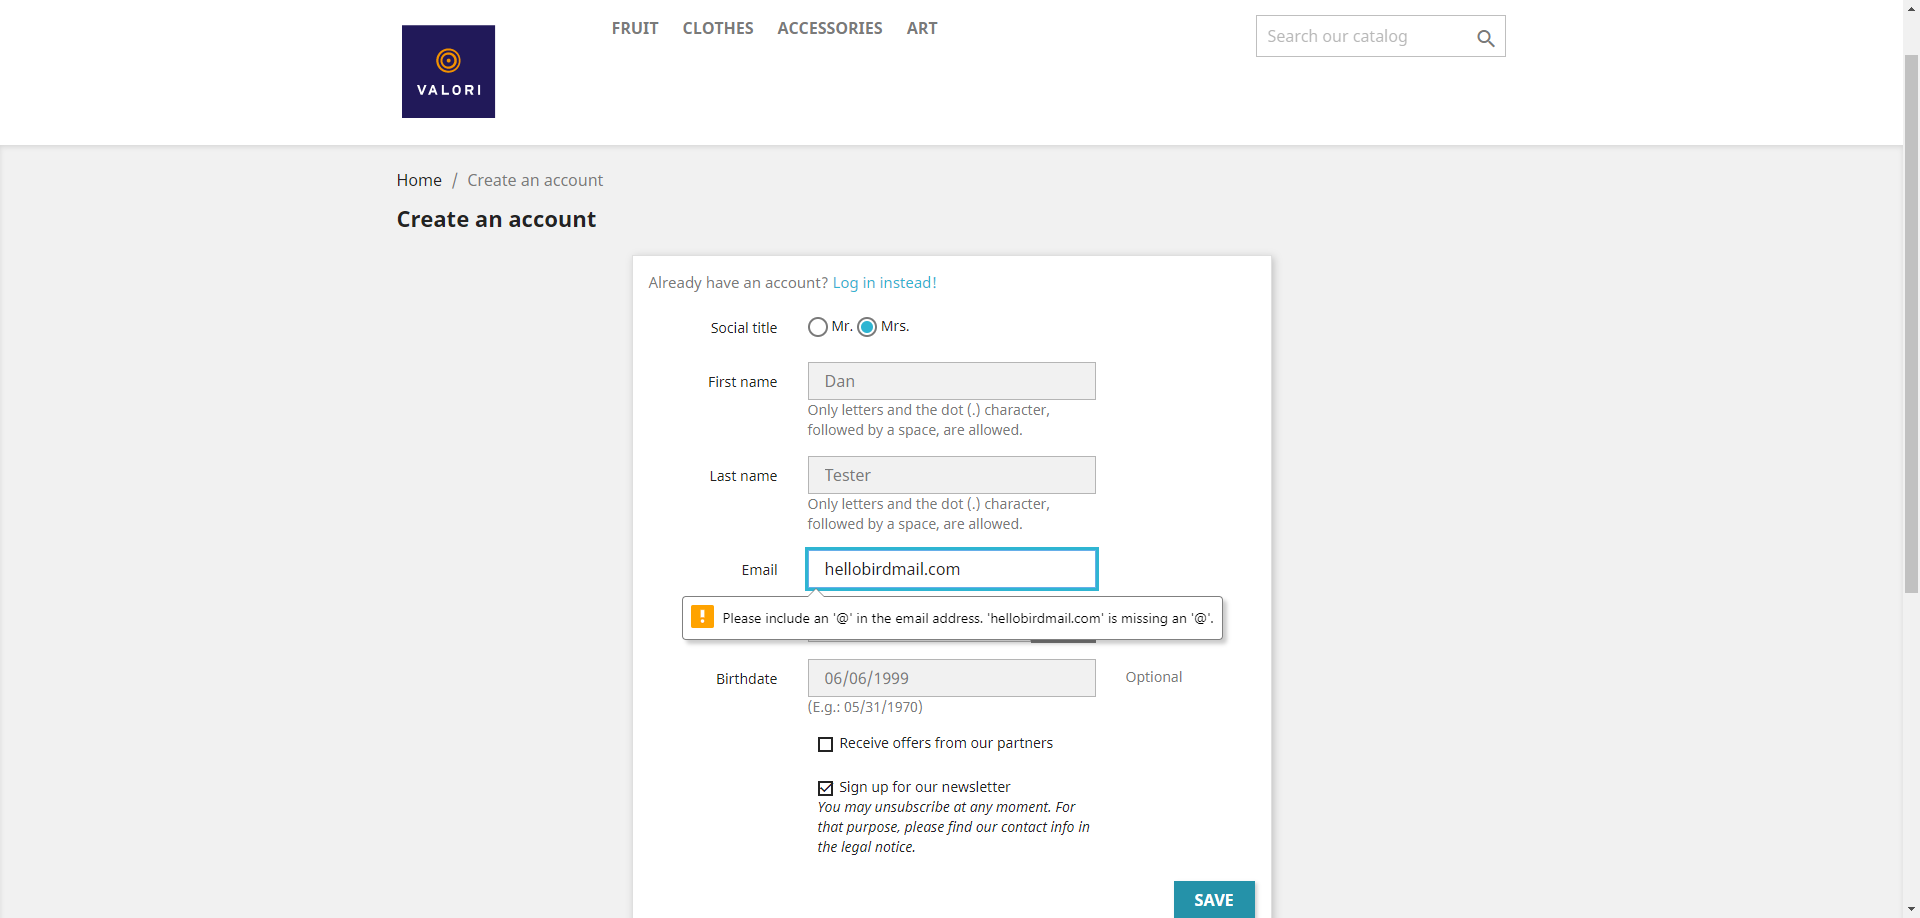 FRUIT CLOTHES ACCESSORIES ART
Search our catalog
VALORI
Home / Create an account
Create an account
Already have an account? Log in instead!
Social title Mr. Mrs.
First name Dan
Only letters and the dot (.) character,
followed by a space, are allowed.
Last name Tester
Only letters and the dot (.) character,
followed by a space, are allowed.
Email hellobirdmail.com
! Please include an '@' in the email address. 'hellobirdmail.com' is missing an '@'.
Birthdate 06/06/1999 Optional
(E.g.: 05/31/1970)
Receive offers from our partners
Sign up for our newsletter
You may unsubscribe at any moment. For
that purpose, please find our contact info in
the legal notice.
SAVE